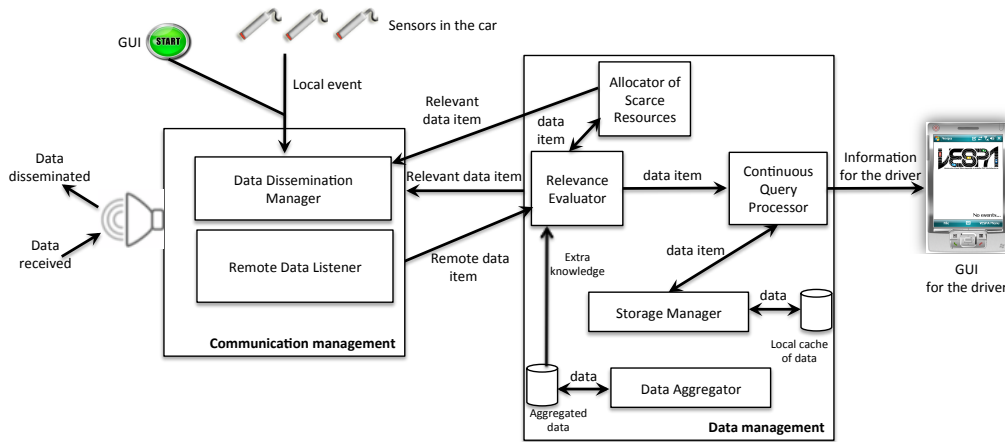 GUI
START
Sensors in the car
Local event
Data
disseminated
Data
received
Data Dissemination
Manager
Remote Data Listener
Communication management
Relevant
data item
Relevant data item
Remote data
item
data
item
Allocator of
Scarce
Resources
Relevance
Evaluator
data item
Continuous
Query
Processor
data item
Extra
knowledge
Storage Manager
data
Local cache
of data
data
Data Aggregator
Aggregated
data
Data management
Information
for the driver
VESPA
No events...
GUI
for the driver